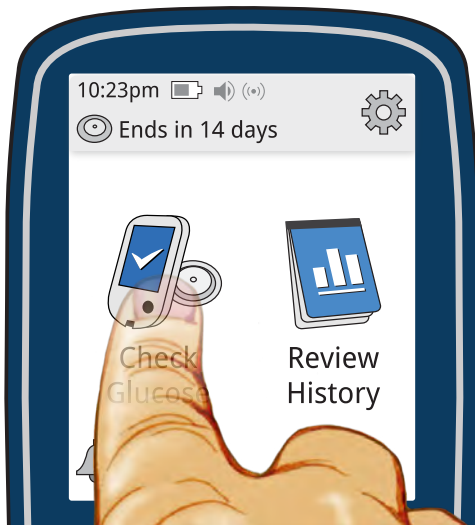 10:23pm
Ends in 14 days
Check
Glucose
Review
History